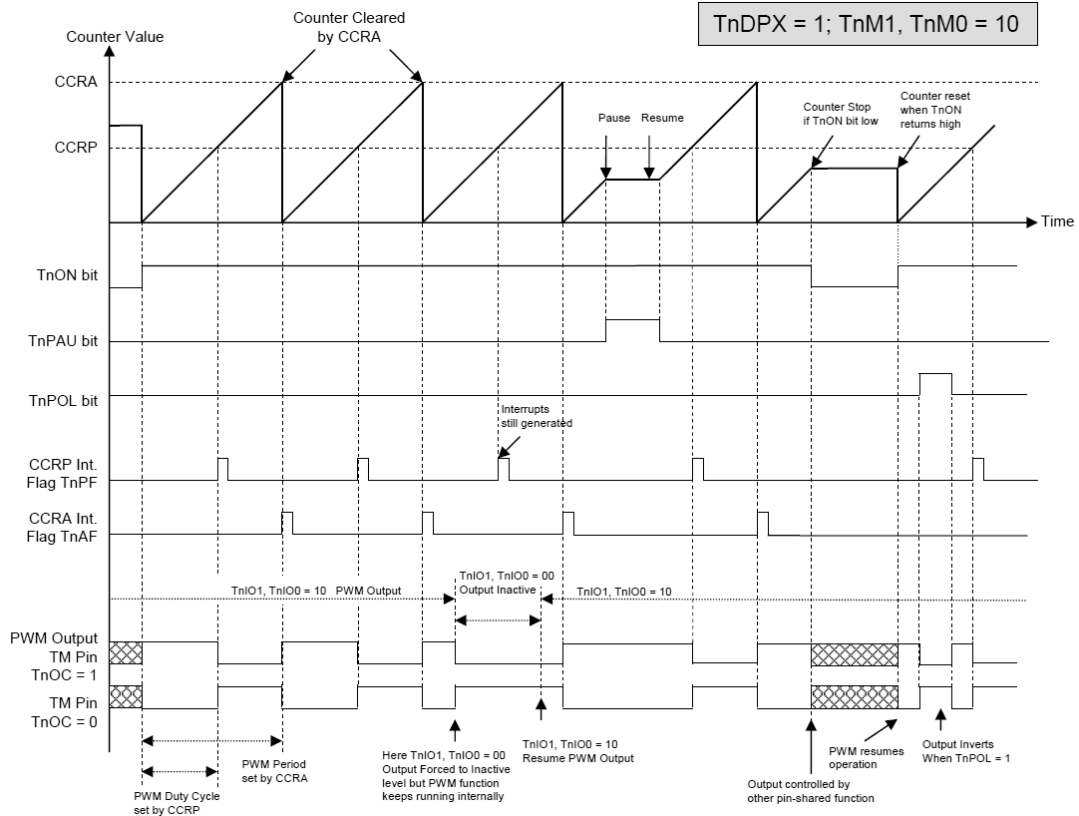 TnDPX = 1; TnM1, TnM0 = 10
Counter Value
Counter Cleared
by CCRA
CCRA
CCRP
Pause
Resume
Counter Stop
if TnON bit low
Counter reset
when TnON
returns high
Time
TnON bit
TnPAU bit
TnPOL bit
Interrupts
still generated
CCRP Int.
Flag TnPF
CCRA Int.
Flag TnAF
TnIO1, TnIO0 = 10 PWM Output
TnIO1, TnIO0 = 00
Output Inactive
TnIO1, TnIO0 = 10
PWM Output
TM Pin
TnOC = 1
TM Pin
TnOC = 0
PWM Period
set by CCRA
PWM Duty Cycle
set by CCRP
Here TnIO1, TnIO0 = 00
Output Forced to Inactive
level but PWM function
keeps running internally
TnIO1, TnIO0 = 10
Resume PWM Output
Output controlled by
other pin-shared function
PWM resumes
operation
Output Inverts
When TnPOL = 1